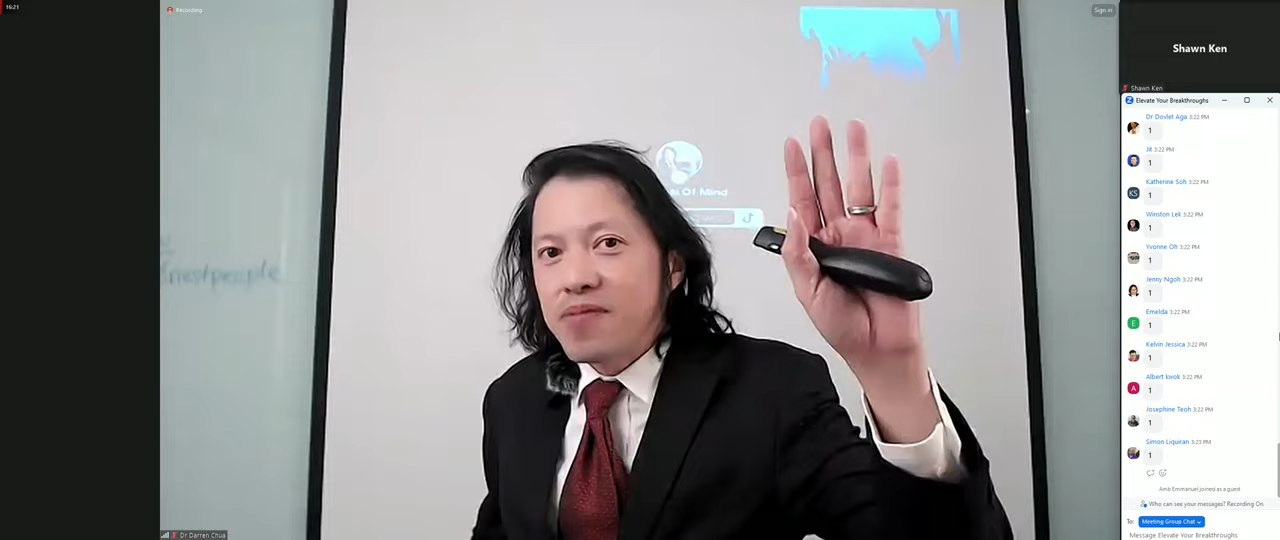 16:21
Recording
Sign in
Shawn Ken
Shawn Ken
Elevate Your Breakthroughs
Dr Dovlet Aga 3:22 PM
1
Jit 3:22 PM
1
Katherine Soh 3:22 PM
KS
1
Winston Lek 3:22 PM
1
Yvonne Oh 3:22 PM
1
Jenny Ngoh 3:22 PM
1
Emelda 3:22 PM
E
1
Kelvin Jessica 3:22 PM
1
Albert kwok 3:22 PM
A
1
Josephine Teoh 3:22 PM
1
Simon Liquiran 3:23 PM
1
Amb Emmanuel joined as a guest
Who can see your messages? Recording On
To: Meeting Group Chat
Message Elevate Your Breakthroughs
Of Mind
nestpeople
Dr Darren Chua